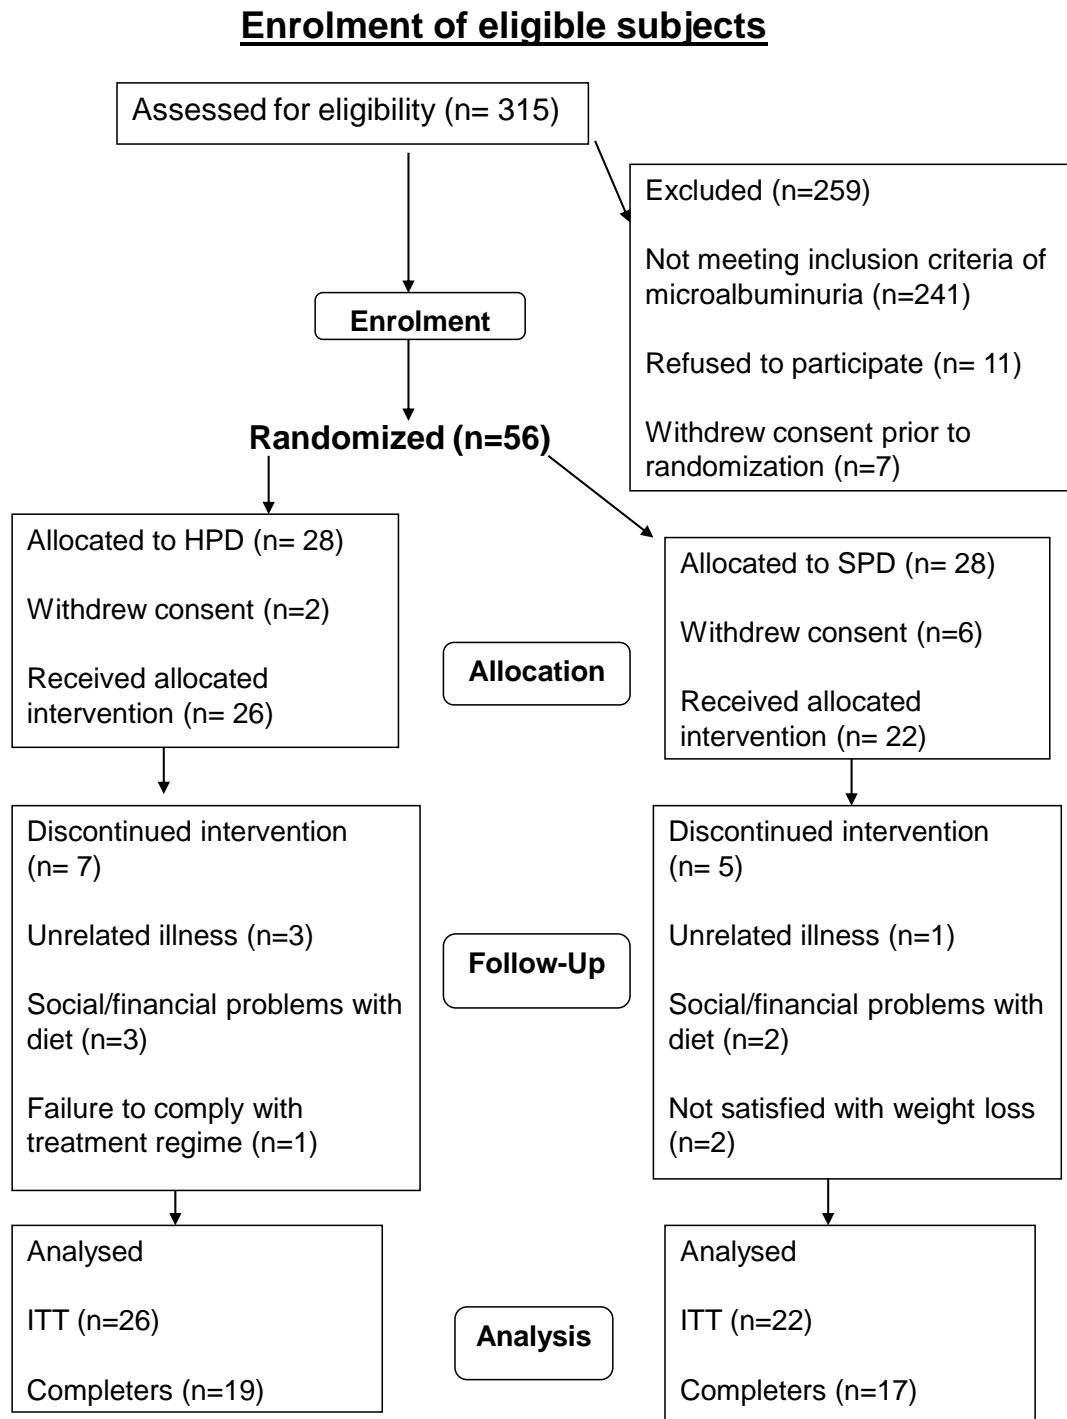 Enrolment of eligible subjects
Assessed for eligibility (n= 315)
Excluded (n=259)
Not meeting inclusion criteria of
microalbuminuria (n=241)
Refused to participate (n= 11)
Withdrew consent prior to
randomization (n=7)
Enrolment
Randomized (n=56)
Allocated to HPD (n= 28)
Withdrew consent (n=2)
Received allocated
intervention (n= 26)
Allocation
Allocated to SPD (n= 28)
Withdrew consent (n=6)
Received allocated
intervention (n= 22)
Discontinued intervention
(n= 7)
Unrelated illness (n=3)
Social/financial problems with
diet (n=3)
Failure to comply with
treatment regime (n=1)
Follow-Up
Discontinued intervention
(n= 5)
Unrelated illness (n=1)
Social/financial problems with
diet (n=2)
Not satisfied with weight loss
(n=2)
Analysed
ITT (n=26)
Completers (n=19)
Analysis
Analysed
ITT (n=22)
Completers (n=17)